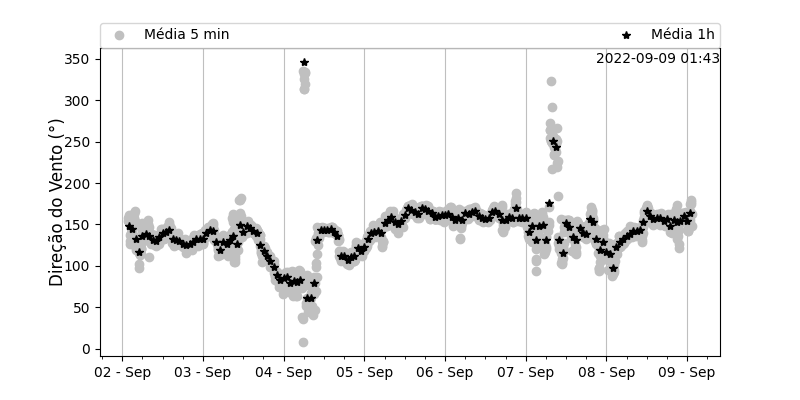 Média 5 min
Média 1h
2022-09-09 01:43
Direção do Vento (°)
350
300
250
200
150
100
50
0
02 - Sep
03 - Sep
04 - Sep
05 - Sep
06 - Sep
07 - Sep
08 - Sep
09 - Sep